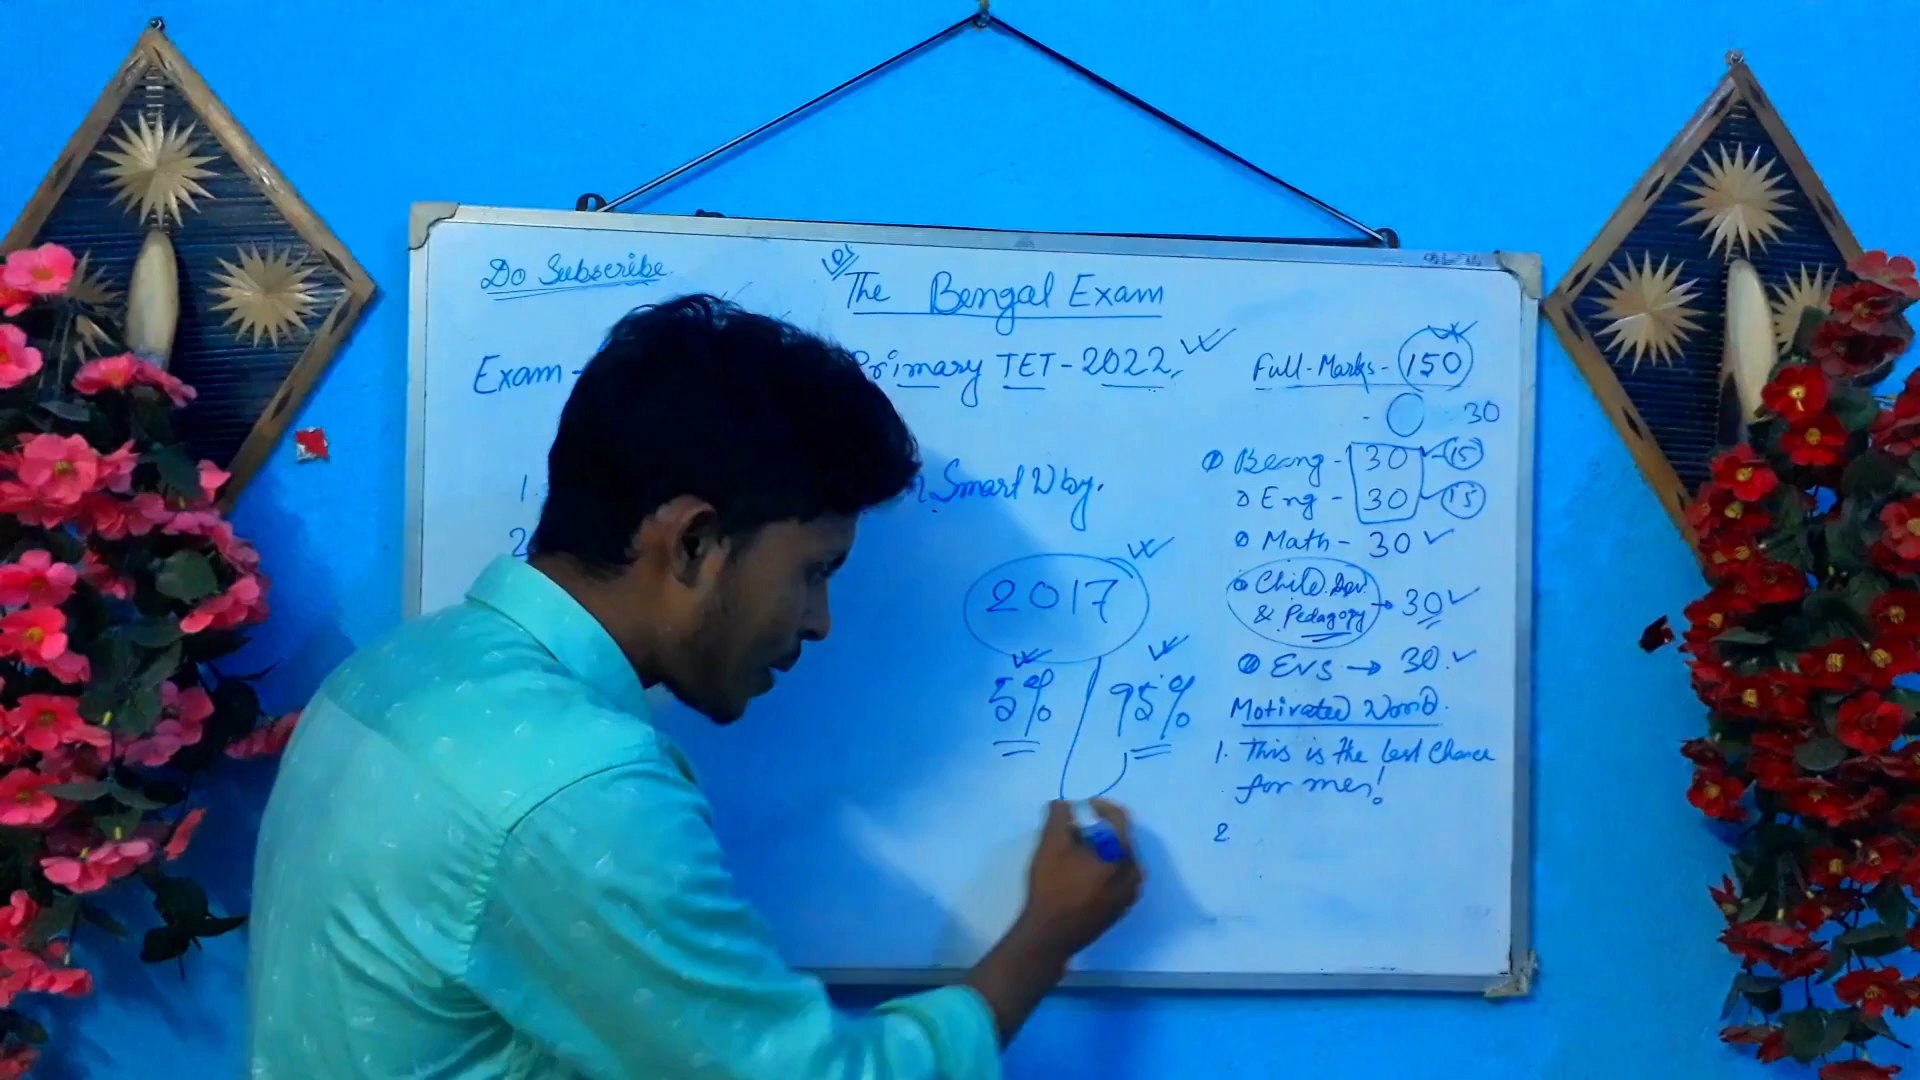 Do Subscribe
The Bengal Exam
Exam - Primary TET - 2022
Full-Marks - 150
30
1. Smart Way.
2
Beang - 30 15
Eng - 30 15
Math - 30
Child Dev. & Pedagogy → 30
EVS → 30.
2017
5% 95%
Motivated Word.
1. This is the last Chance
for me!
2